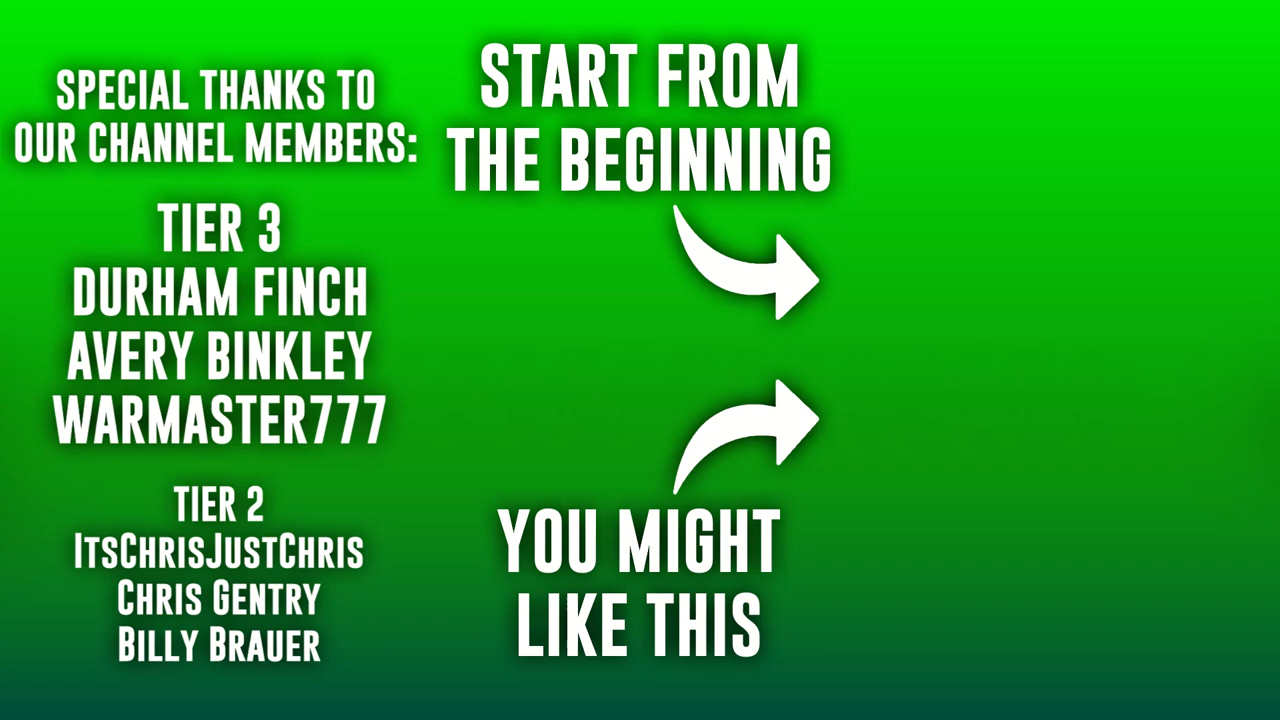 SPECIAL THANKS TO
OUR CHANNEL MEMBERS:
TIER 3
DURHAM FINCH
AVERY BINKLEY
WARMASTER777
TIER 2
ItsChrisJustChris
Chris Gentry
Billy Brauer
START FROM
THE BEGINNING
YOU MIGHT
LIKE THIS